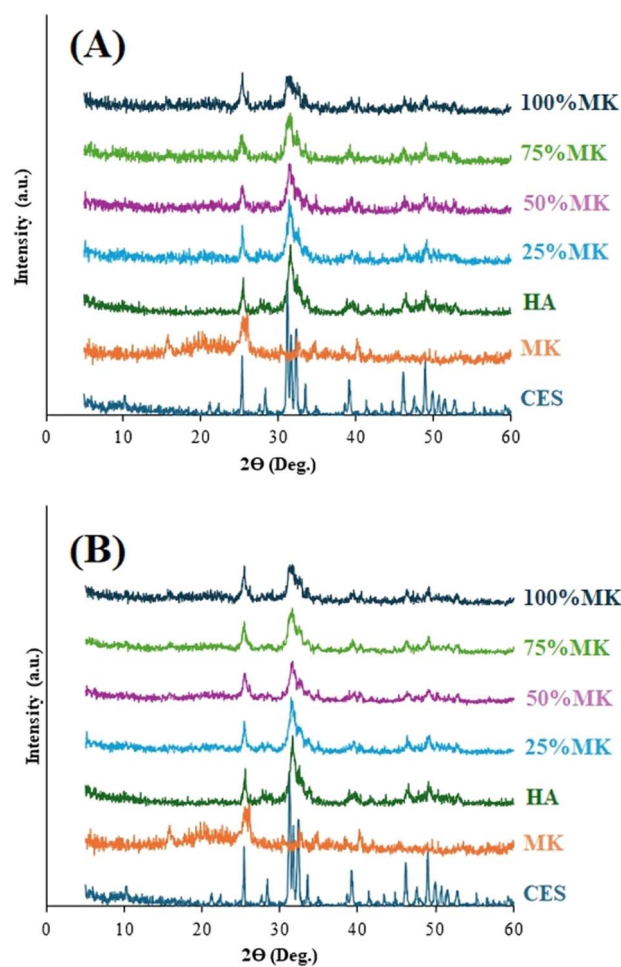 (A)
Intensity (a.u.)
100%MK
75%MK
50%MK
25%MK
HA
MK
CES
0 10 20 30 40 50 60
2Θ (Deg.)
(B)
Intensity (a.u.)
100%MK
75%MK
50%MK
25%MK
HA
MK
CES
0 10 20 30 40 50 60
2Θ (Deg.)